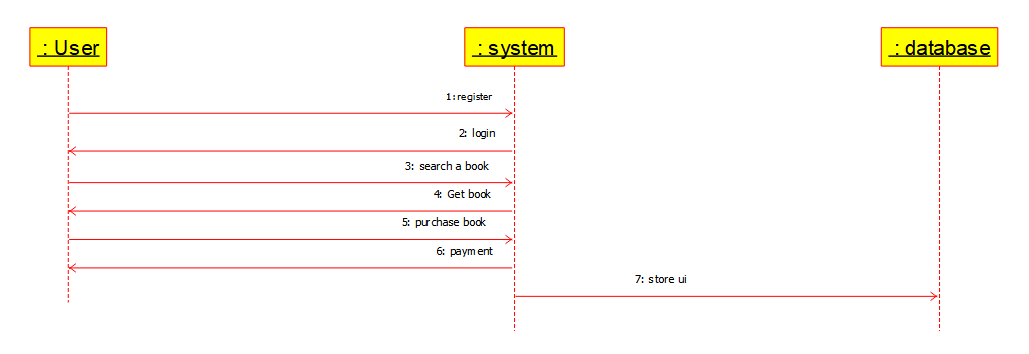 : User
: system
: database
1: register
2: login
3: search a book
4: Get book
5: purchase book
6: payment
7: store ui